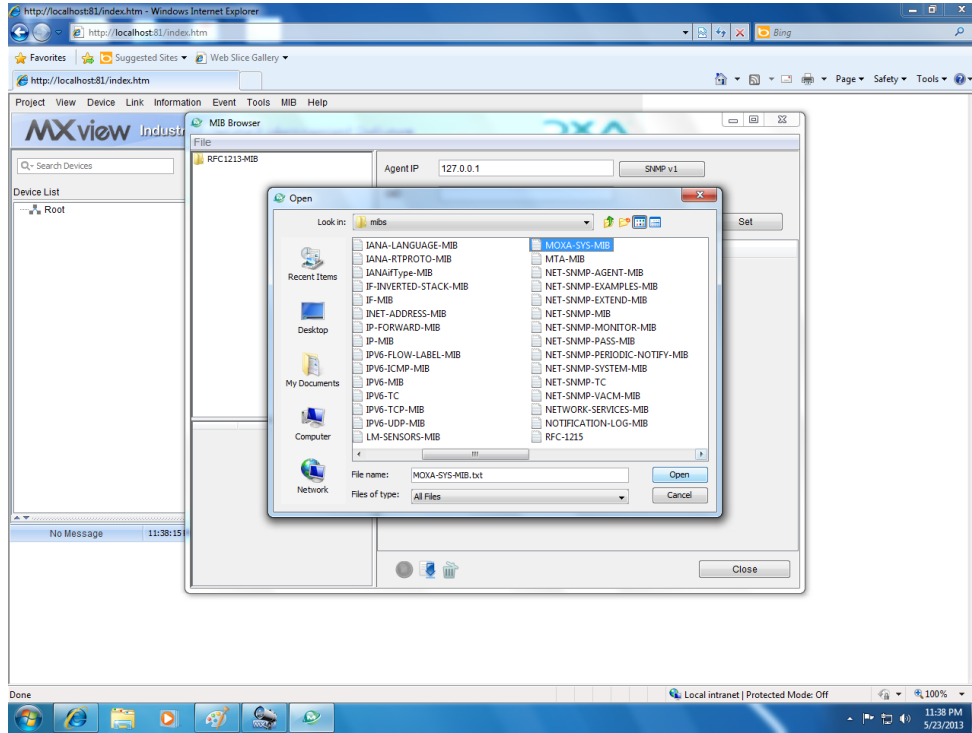 http://localhost:81/index.htm - Windows Internet Explorer
http://localhost:81/index.htm
Bing
Favorites
Suggested Sites
Web Slice Gallery
http://localhost:81/index.htm
Page
Safety
Tools
Project View Device Link Information Event Tools MIB Help
MXview Industr
MIB Browser
File
Search Devices
RFC1213-MIB
Agent IP
127.0.0.1
SNMP v1
Device List
Root
Set
Open
Look in:
mibs
Recent Items
Desktop
My Documents
Computer
Network
IANA-LANGUAGE-MIB
IANA-RTPROTO-MIB
IANAifType-MIB
IF-INVERTED-STACK-MIB
IF-MIB
INET-ADDRESS-MIB
IP-FORWARD-MIB
IP-MIB
IPV6-FLOW-LABEL-MIB
IPV6-ICMP-MIB
IPV6-MIB
IPV6-TC
IPV6-TCP-MIB
IPV6-UDP-MIB
LM-SENSORS-MIB
MOXA-SYS-MIB
MTA-MIB
NET-SNMP-AGENT-MIB
NET-SNMP-EXAMPLES-MIB
NET-SNMP-EXTEND-MIB
NET-SNMP-MIB
NET-SNMP-MONITOR-MIB
NET-SNMP-PASS-MIB
NET-SNMP-PERIODIC-NOTIFY-MIB
NET-SNMP-SYSTEM-MIB
NET-SNMP-TC
NET-SNMP-VACM-MIB
NETWORK-SERVICES-MIB
NOTIFICATION-LOG-MIB
RFC-1215
File name:
MOXA-SYS-MIB.txt
Open
Files of type:
All Files
Cancel
No Message
11:38:15
Close
Done
Local intranet | Protected Mode: Off
100%
11:38 PM
5/23/2013